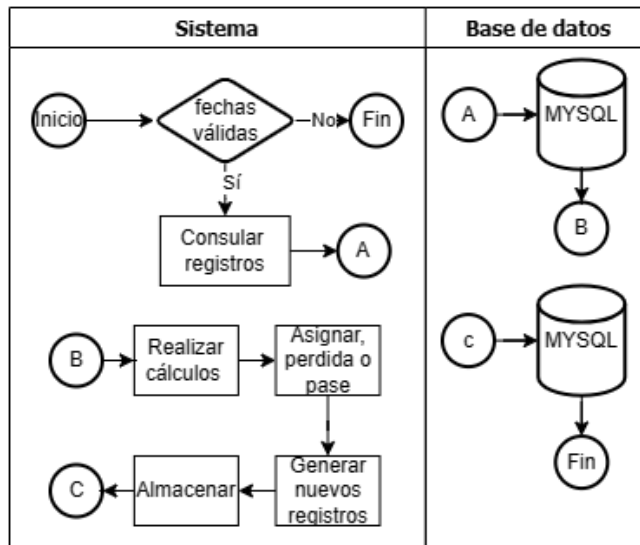 Sistema
Base de datos
Inicio
fechas
válidas
No
Fin
Sí
Consular
registros
A
B
Realizar
cálculos
Asignar,
perdida o
pase
C
Almacenar
Generar
nuevos
registros
A
MYSQL
B
c
MYSQL
Fin